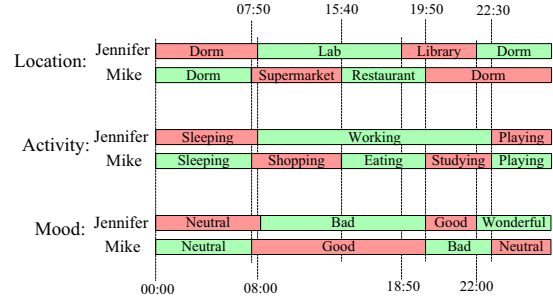 07:50 15:40 19:50 22:30
Location: Jennifer Dorm Lab Library Dorm
Mike Dorm Supermarket Restaurant Dorm
Activity: Jennifer Sleeping Working Playing
Mike Sleeping Shopping Eating Studying Playing
Mood: Jennifer Neutral Bad Good Wonderful
Mike Neutral Good Bad Neutral
00:00 08:00 18:50 22:00